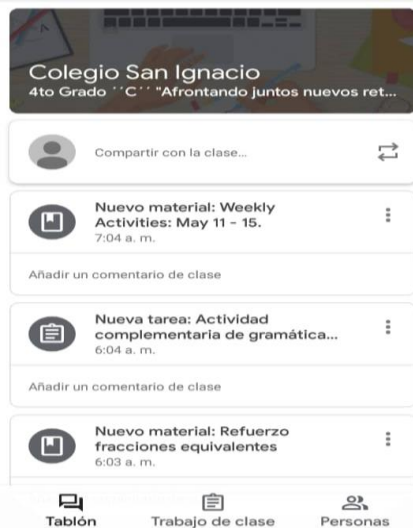 Colegio San Ignacio
4to Grado ´´C´´ "Afrontando juntos nuevos ret...
Compartir con la clase...
Nuevo material: Weekly
Activities: May 11 - 15.
7:04 a. m.
Añadir un comentario de clase
Nueva tarea: Actividad
complementaria de gramática...
6:04 a. m.
Añadir un comentario de clase
Nuevo material: Refuerzo
fracciones equivalentes
6:03 a. m.
Tablón
Trabajo de clase
Personas